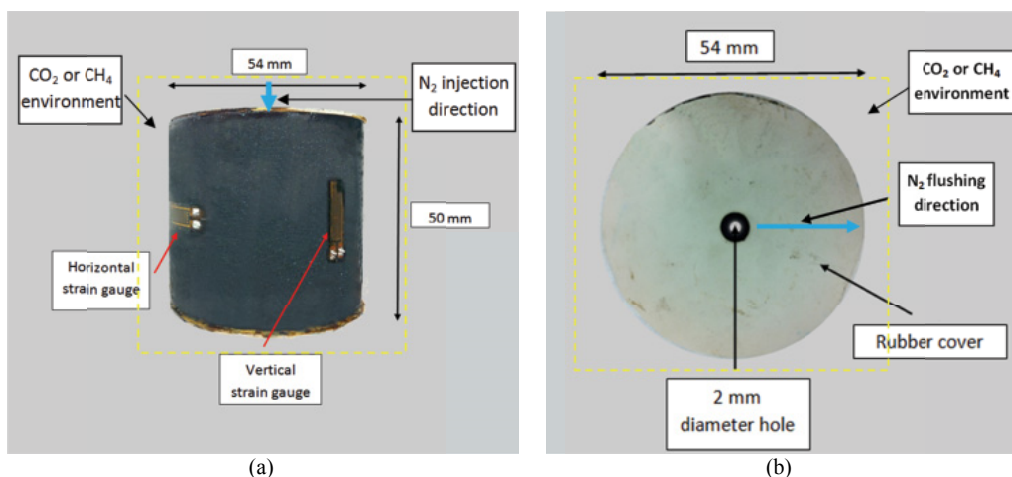 CO₂ or CH₄
environment
54 mm
N₂ injection
direction
50 mm
Horizontal
strain gauge
Vertical
strain gauge
(a)
54 mm
CO₂ or CH₄
environment
N₂ flushing
direction
Rubber cover
2 mm
diameter hole
(b)